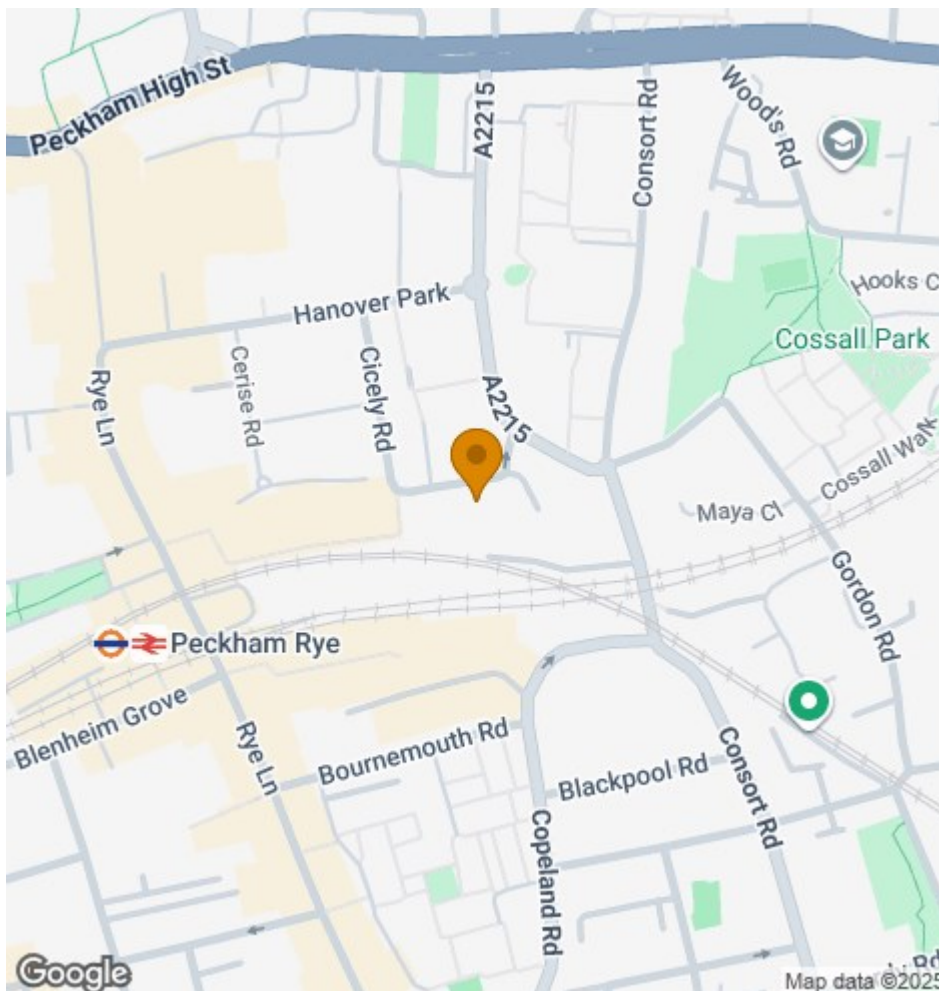 Peckham High St
A2215
Consort Rd
Wood's Rd
Hooks C
Hanover Park
Cossall Park
Rye Ln
Cerise Rd
Cicely Rd
A2215
Cossall Walk
Maya Cl
Gordon Rd
Peckham Rye
Blenheim Grove
Rye Ln
Bournemouth Rd
Blackpool Rd
Consort Rd
Copeland Rd
Rd
Google
Map data ©2025